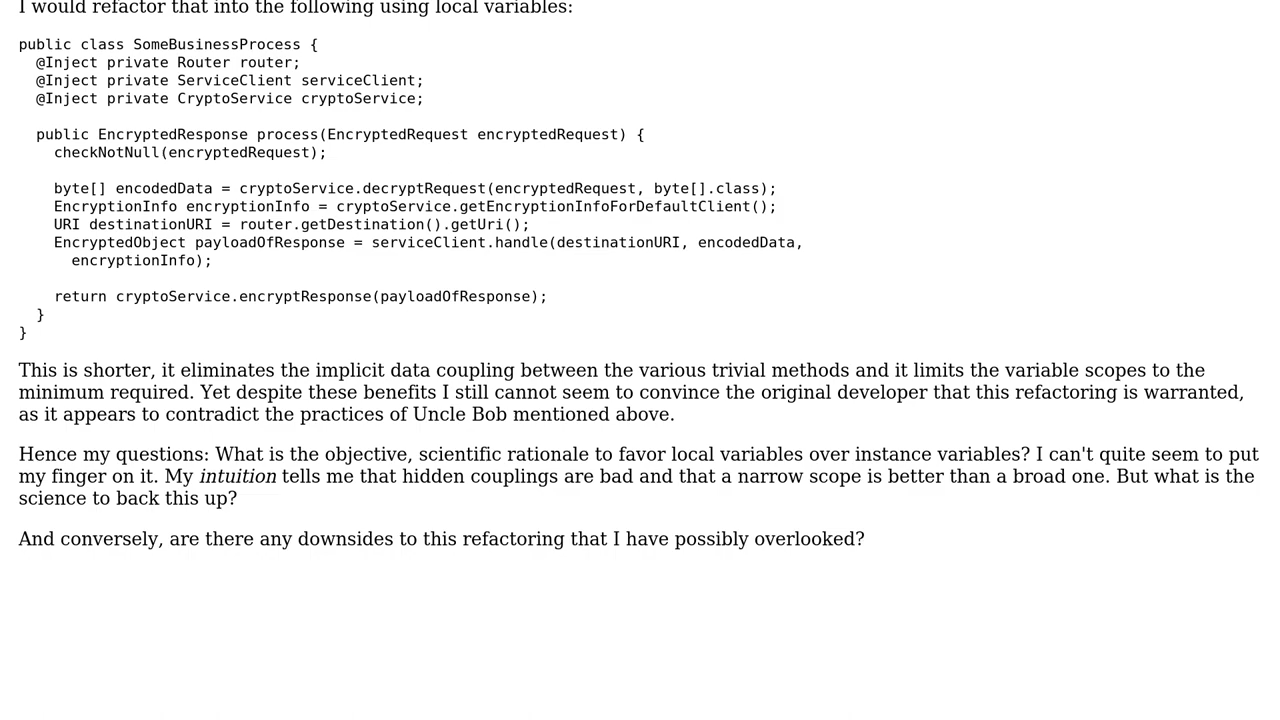 I would refactor that into the following using local variables:
public class SomeBusinessProcess {
  @Inject private Router router;
  @Inject private ServiceClient serviceClient;
  @Inject private CryptoService cryptoService;
  public EncryptedResponse process(EncryptedRequest encryptedRequest) {
    checkNotNull(encryptedRequest);
    byte[] encodedData = cryptoService.decryptRequest(encryptedRequest, byte[].class);
    EncryptionInfo encryptionInfo = cryptoService.getEncryptionInfoForDefaultClient();
    URI destinationURI = router.getDestination().getUri();
    EncryptedObject payloadOfResponse = serviceClient.handle(destinationURI, encodedData,
      encryptionInfo);
    return cryptoService.encryptResponse(payloadOfResponse);
  }
}
This is shorter, it eliminates the implicit data coupling between the various trivial methods and it limits the variable scopes to the
minimum required. Yet despite these benefits I still cannot seem to convince the original developer that this refactoring is warranted,
as it appears to contradict the practices of Uncle Bob mentioned above.
Hence my questions: What is the objective, scientific rationale to favor local variables over instance variables? I can't quite seem to put
my finger on it. My intuition tells me that hidden couplings are bad and that a narrow scope is better than a broad one. But what is the
science to back this up?
And conversely, are there any downsides to this refactoring that I have possibly overlooked?